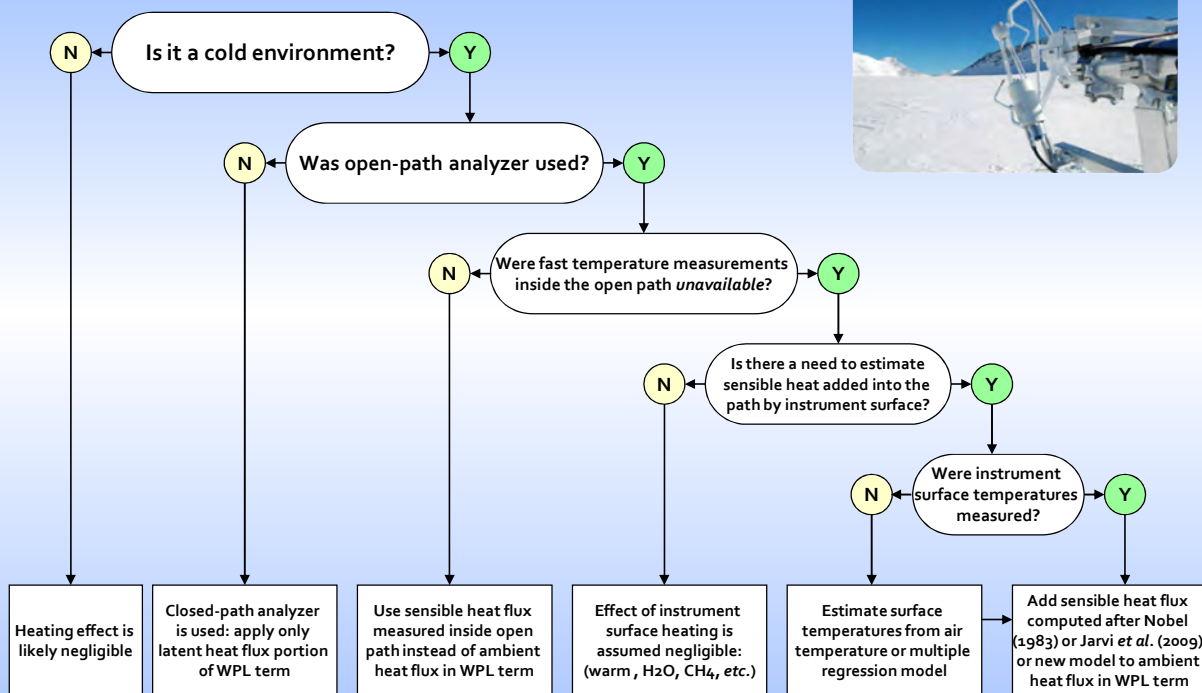 Is it a cold environment?
N
Y
Was open-path analyzer used?
N
Y
Were fast temperature measurements
inside the open path unavailable?
N
Y
Is there a need to estimate
sensible heat added into the
path by instrument surface?
N
Y
Were instrument
surface temperatures
measured?
N
Y
Heating effect is
likely negligible
Closed-path analyzer
is used: apply only
latent heat flux portion
of WPL term
Use sensible heat flux
measured inside open
path instead of ambient
heat flux in WPL term
Effect of instrument
surface heating is
assumed negligible:
(warm , H2O, CH4, etc.)
Estimate surface
temperatures from air
temperature or multiple
regression model
Add sensible heat flux
computed after Nobel
(1983) or Jarvi et al. (2009)
or new model to ambient
heat flux in WPL term